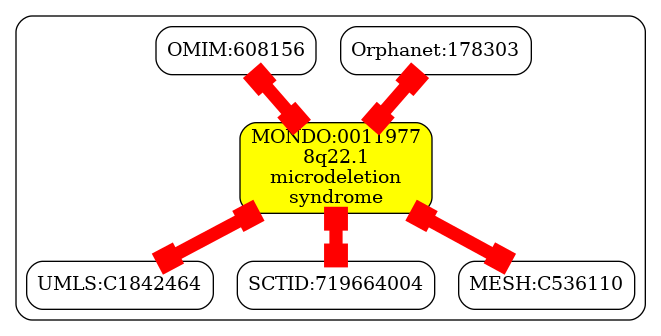 OMIM:608156
Orphanet:178303
MONDO:0011977
8q22.1
microdeletion
syndrome
UMLS:C1842464
SCTID:719664004
MESH:C536110